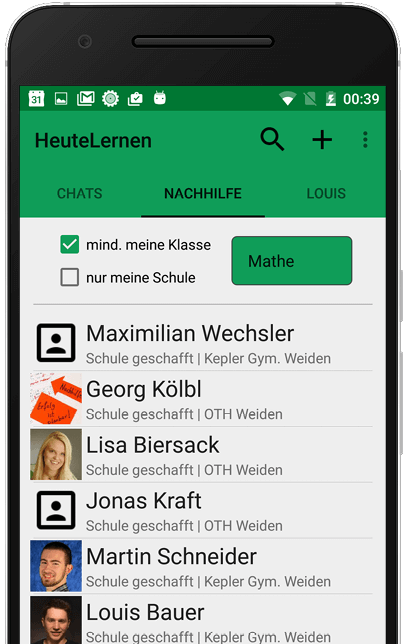 31 00:39
HeuteLernen
CHATS NACHHILFE LOUIS
mind. meine Klasse
nur meine Schule
Mathe
Maximilian Wechsler
Schule geschafft | Kepler Gym. Weiden
Georg Kölbl
Schule geschafft | OTH Weiden
Lisa Biersack
Schule geschafft | OTH Weiden
Jonas Kraft
Schule geschafft | OTH Weiden
Martin Schneider
Schule geschafft | Kepler Gym. Weiden
Louis Bauer
Schule geschafft | Kepler Gym. Weiden